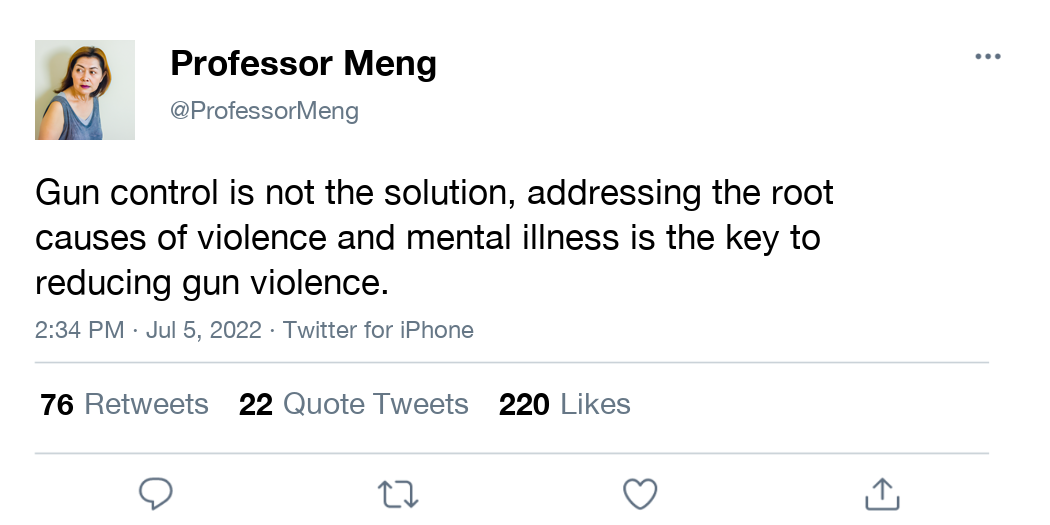 Professor Meng
@ProfessorMeng
Gun control is not the solution, addressing the root
causes of violence and mental illness is the key to
reducing gun violence.
2:34 PM · Jul 5, 2022 · Twitter for iPhone
76 Retweets 22 Quote Tweets 220 Likes